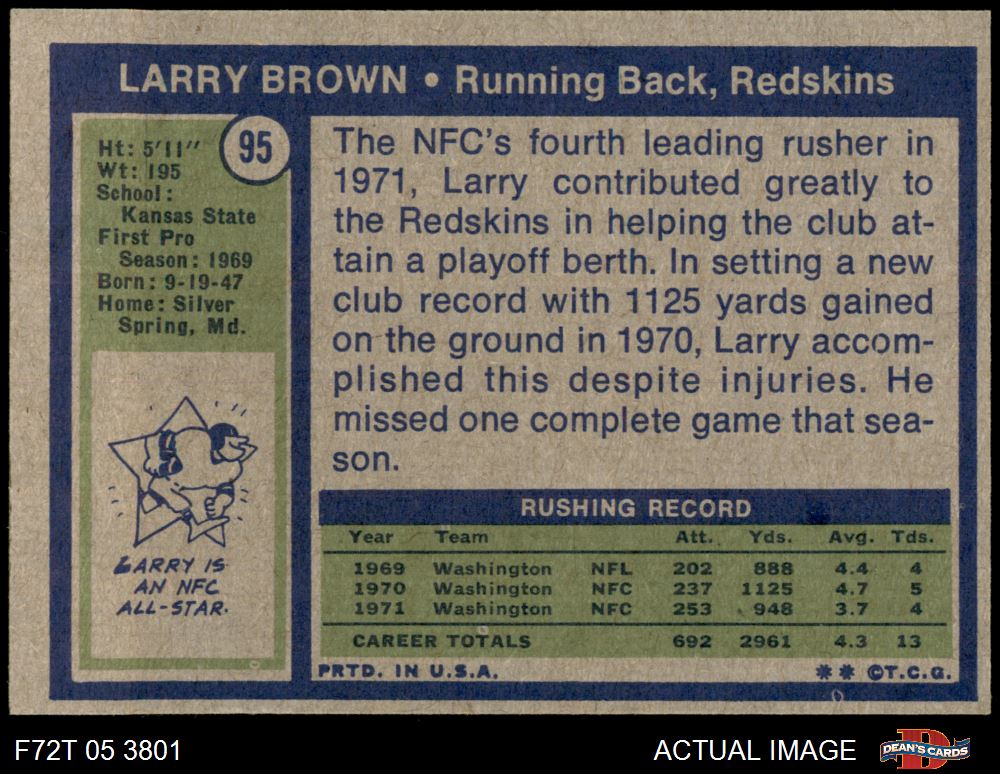 LARRY BROWN • Running Back, Redskins
95
Ht: 5'11"
Wt: 195
School:
Kansas State
First Pro
Season: 1969
Born: 9-19-47
Home: Silver
Spring, Md.
LARRY IS
AN NFC
ALL-STAR.
The NFC's fourth leading rusher in
1971, Larry contributed greatly to
the Redskins in helping the club at-
tain a playoff berth. In setting a new
club record with 1125 yards gained
on the ground in 1970, Larry accom-
plished this despite injuries. He
missed one complete game that sea-
son.
RUSHING RECORD
Year Team Att. Yds. Avg. Tds.
1969 Washington NFL 202 888 4.4 4
1970 Washington NFC 237 1125 4.7 5
1971 Washington NFC 253 948 3.7 4
CAREER TOTALS 692 2961 4.3 13
PRTD. IN U.S.A. ** ©T.C.G.
F72T 05 3801 ACTUAL IMAGE DEAN'S CARDS